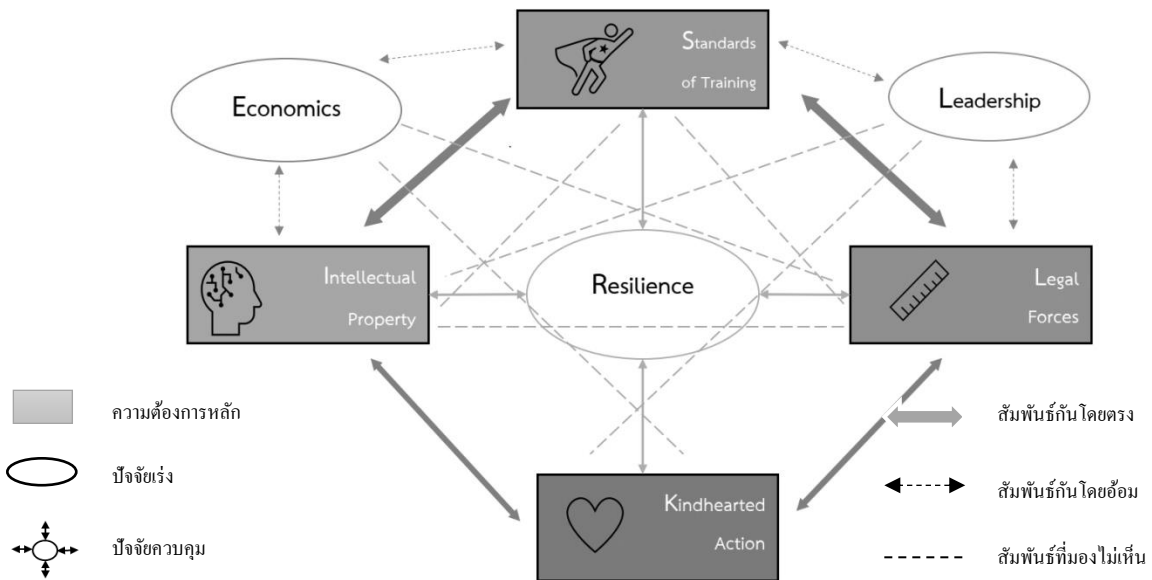 Standards
of Training
Economics
Leadership
Intellectual
Property
Resilience
Legal
Forces
Kindhearted
Action
ความต้องการหลัก
ปัจจัยเร่ง
ปัจจัยควบคุม
สัมพันธ์กันโดยตรง
สัมพันธ์กันโดยอ้อม
สัมพันธ์ที่มองไม่เห็น